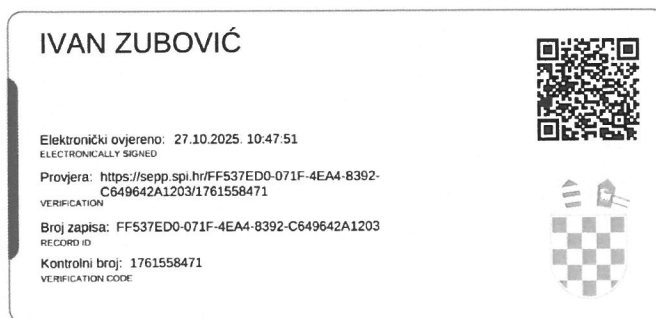 IVAN ZUBOVIĆ
Elektronički ovjereno: 27.10.2025. 10:47:51
ELECTRONICALLY SIGNED
Provjera: https://sepp.spi.hr/FF537ED0-071F-4EA4-8392-
C649642A1203/1761558471
VERIFICATION
Broj zapisa: FF537ED0-071F-4EA4-8392-C649642A1203
RECORD ID
Kontrolni broj: 1761558471
VERIFICATION CODE